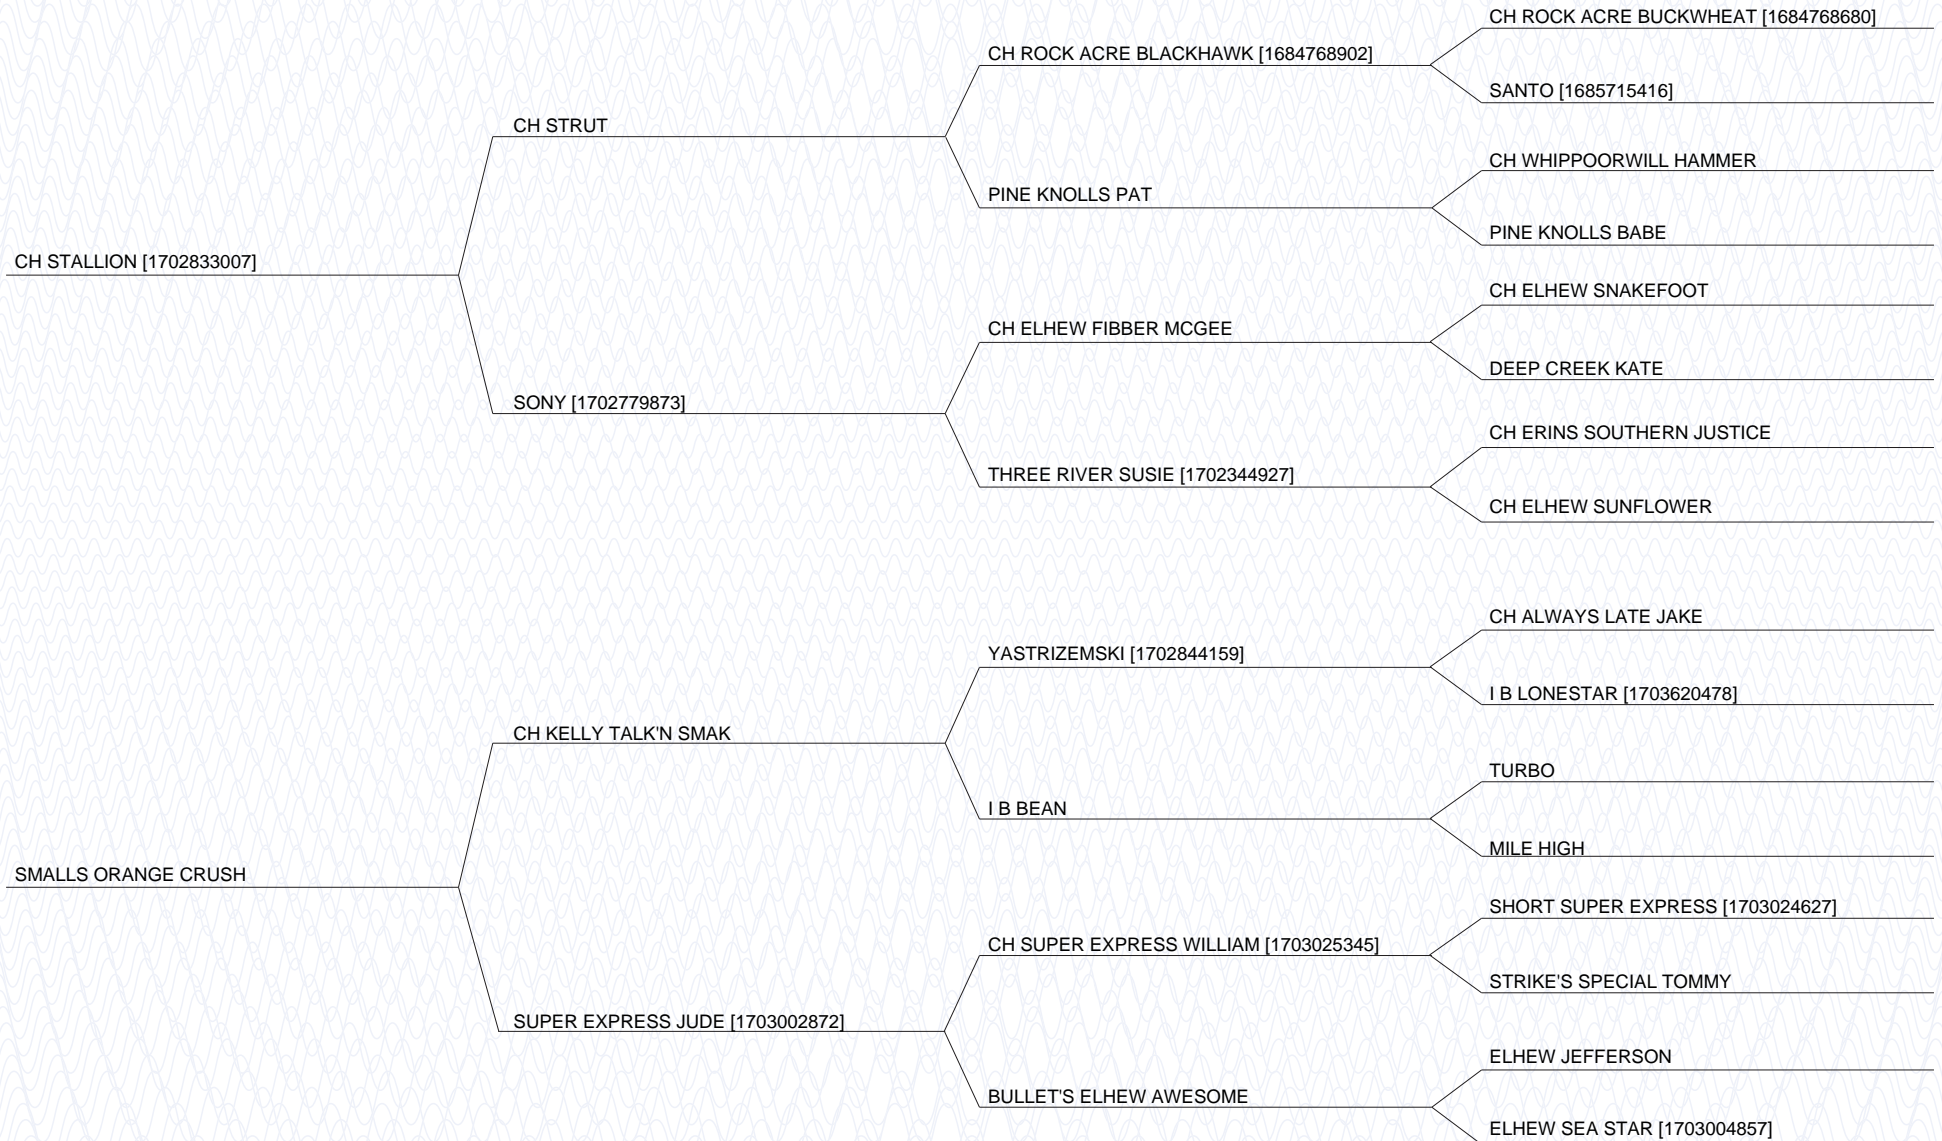 CH ROCK ACRE BUCKWHEAT [1684768680]
CH ROCK ACRE BLACKHAWK [1684768902]
SANTO [1685715416]
CH STRUT
CH WHIPPOORWILL HAMMER
PINE KNOLLS PAT
PINE KNOLLS BABE
CH STALLION [1702833007]
CH ELHEW SNAKEFOOT
CH ELHEW FIBBER MCGEE
DEEP CREEK KATE
SONY [1702779873]
CH ERINS SOUTHERN JUSTICE
THREE RIVER SUSIE [1702344927]
CH ELHEW SUNFLOWER
CH ALWAYS LATE JAKE
YASTRIZEMSKI [1702844159]
I B LONESTAR [1703620478]
CH KELLY TALK'N SMAK
TURBO
I B BEAN
MILE HIGH
SMALLS ORANGE CRUSH
SHORT SUPER EXPRESS [1703024627]
CH SUPER EXPRESS WILLIAM [1703025345]
STRIKE'S SPECIAL TOMMY
SUPER EXPRESS JUDE [1703002872]
ELHEW JEFFERSON
BULLET'S ELHEW AWESOME
ELHEW SEA STAR [1703004857]